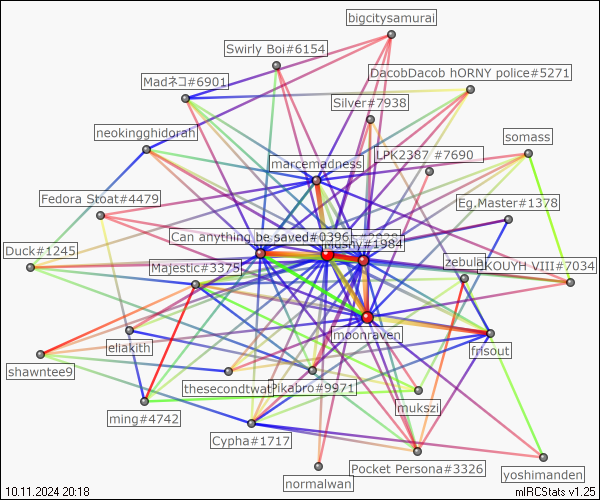 bigcitysamurai
Swirly Boi#6154
DacobDacob hORNY police#5271
Madネコ#6901
Silver#7938
neokingghidorah
somass
LPK2387 #7690
marcemadness
Fedora Stoat#4479
Eg.Master#1378
Can anything be saved#0396
#1984
Duck#1245
Majestic#3375
zebula
KOUYH VIII#7034
moonraven
eliakith
frisout
shawntee9
thesecondtwat
Pikabro#9971
mukszi
ming#4742
Cypha#1717
Pocket Persona#3326
normalwan
yoshimanden
10.11.2024 20:18
mIRCStats v1.25